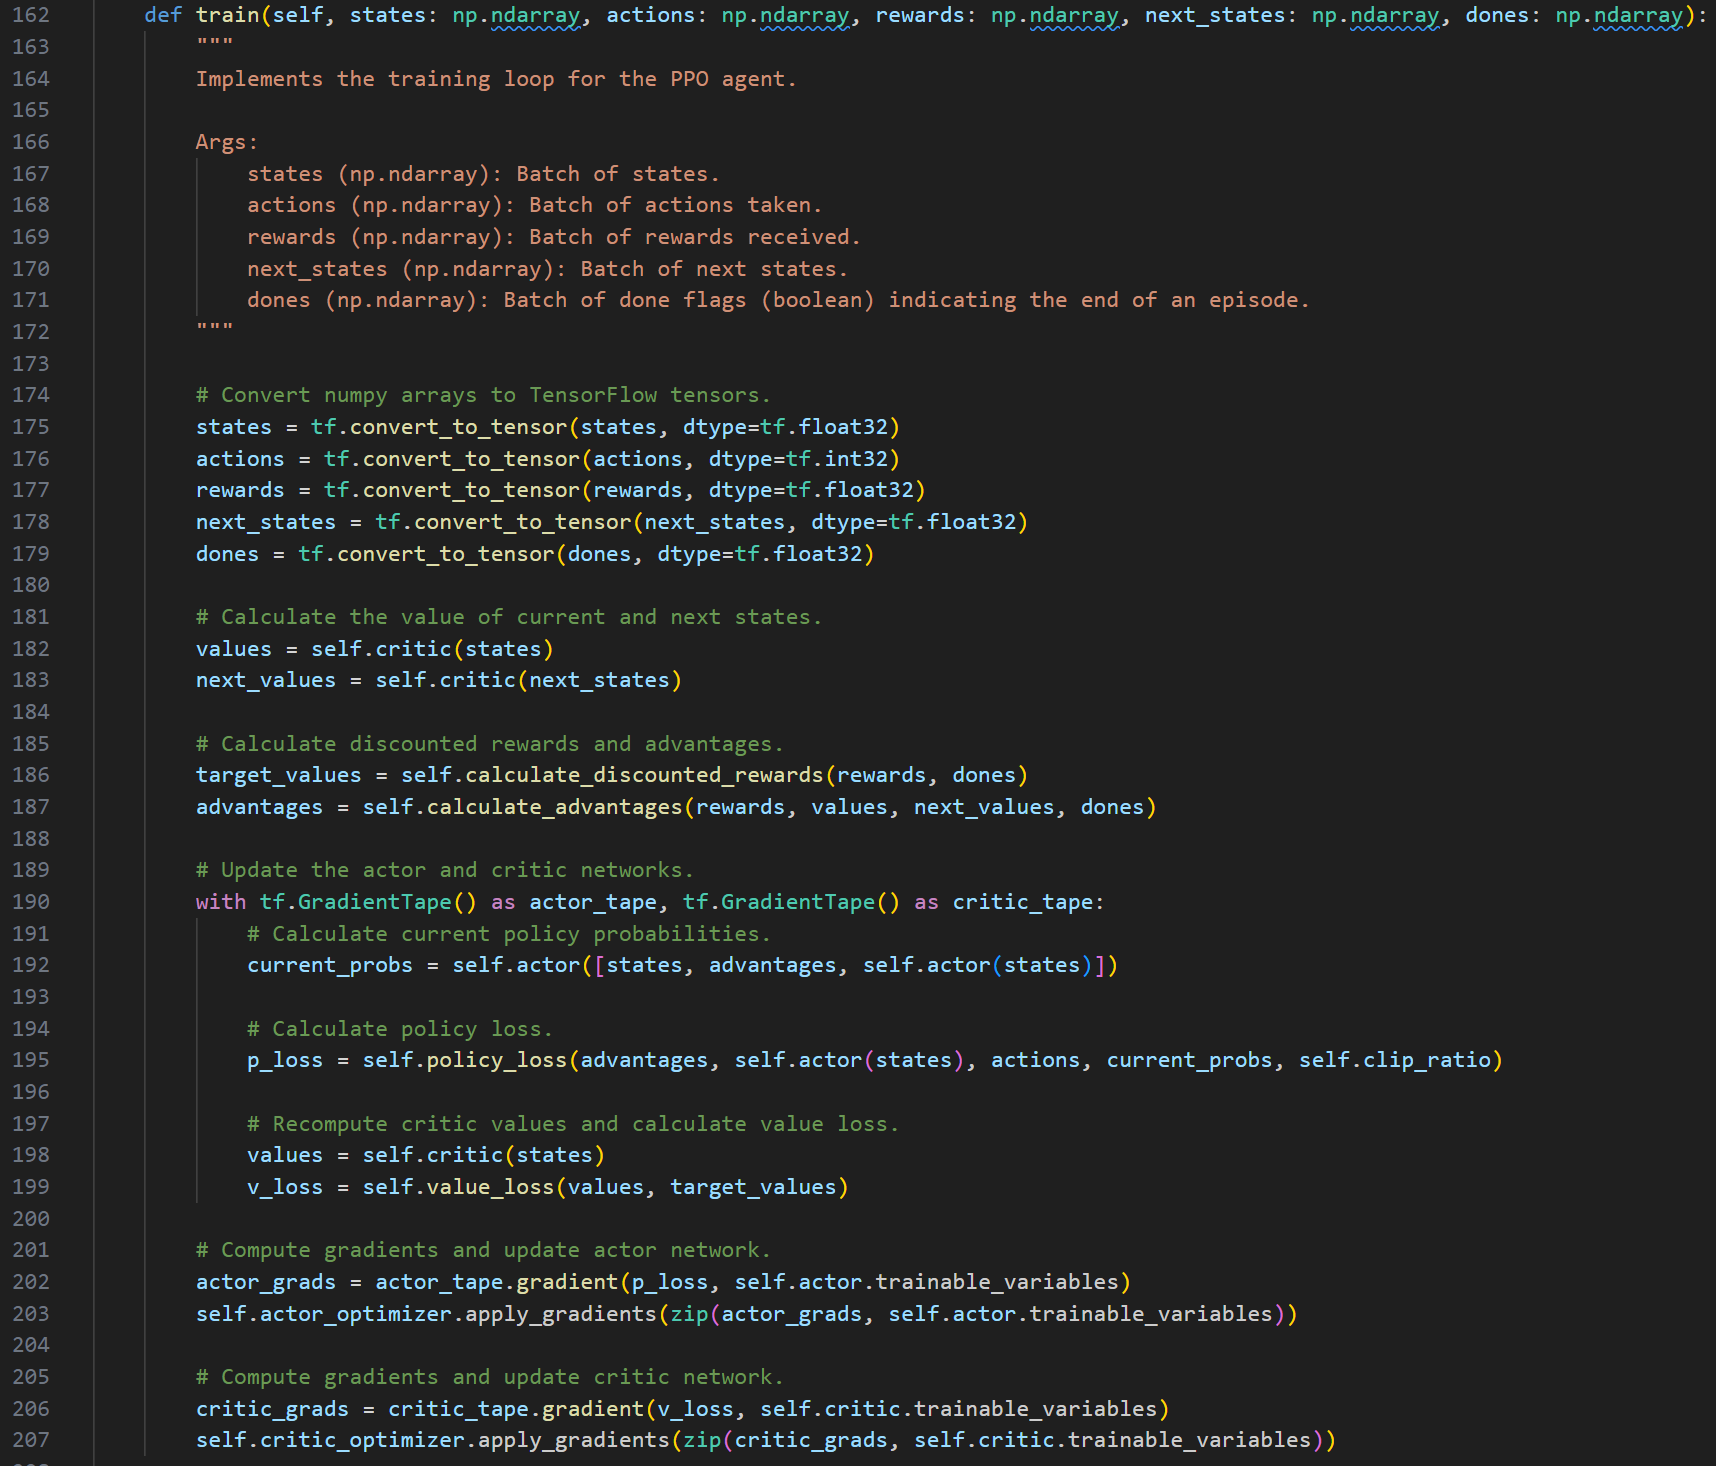 162 def train(self, states: np.ndarray, actions: np.ndarray, rewards: np.ndarray, next_states: np.ndarray, dones: np.ndarray):
163 """
164 Implements the training loop for the PPO agent.
165
166 Args:
167 states (np.ndarray): Batch of states.
168 actions (np.ndarray): Batch of actions taken.
169 rewards (np.ndarray): Batch of rewards received.
170 next_states (np.ndarray): Batch of next states.
171 dones (np.ndarray): Batch of done flags (boolean) indicating the end of an episode.
172 """
173
174 # Convert numpy arrays to TensorFlow tensors.
175 states = tf.convert_to_tensor(states, dtype=tf.float32)
176 actions = tf.convert_to_tensor(actions, dtype=tf.int32)
177 rewards = tf.convert_to_tensor(rewards, dtype=tf.float32)
178 next_states = tf.convert_to_tensor(next_states, dtype=tf.float32)
179 dones = tf.convert_to_tensor(dones, dtype=tf.float32)
180
181 # Calculate the value of current and next states.
182 values = self.critic(states)
183 next_values = self.critic(next_states)
184
185 # Calculate discounted rewards and advantages.
186 target_values = self.calculate_discounted_rewards(rewards, dones)
187 advantages = self.calculate_advantages(rewards, values, next_values, dones)
188
189 # Update the actor and critic networks.
190 with tf.GradientTape() as actor_tape, tf.GradientTape() as critic_tape:
191 # Calculate current policy probabilities.
192 current_probs = self.actor([states, advantages, self.actor(states)])
193
194 # Calculate policy loss.
195 p_loss = self.policy_loss(advantages, self.actor(states), actions, current_probs, self.clip_ratio)
196
197 # Recompute critic values and calculate value loss.
198 values = self.critic(states)
199 v_loss = self.value_loss(values, target_values)
200
201 # Compute gradients and update actor network.
202 actor_grads = actor_tape.gradient(p_loss, self.actor.trainable_variables)
203 self.actor_optimizer.apply_gradients(zip(actor_grads, self.actor.trainable_variables))
204
205 # Compute gradients and update critic network.
206 critic_grads = critic_tape.gradient(v_loss, self.critic.trainable_variables)
207 self.critic_optimizer.apply_gradients(zip(critic_grads, self.critic.trainable_variables))